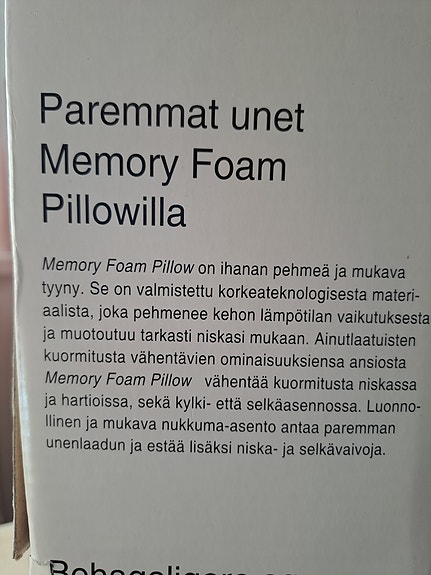 Paremmat unet
Memory Foam
Pillowilla
Memory Foam Pillow on ihanan pehmeä ja mukava
tyyny. Se on valmistettu korkeateknologisesta materi-
aalista, joka pehmenee kehon lämpötilan vaikutuksesta
ja muotoutuu tarkasti niskasi mukaan. Ainutlaatuisten
kuormitusta vähentävien ominaisuuksiensa ansiosta
Memory Foam Pillow vähentää kuormitusta niskassa
ja hartioissa, sekä kylki- että selkäasennossa. Luonno-
llinen ja mukava nukkuma-asento antaa paremman
unenlaadun ja estää lisäksi niska- ja selkävaivoja.